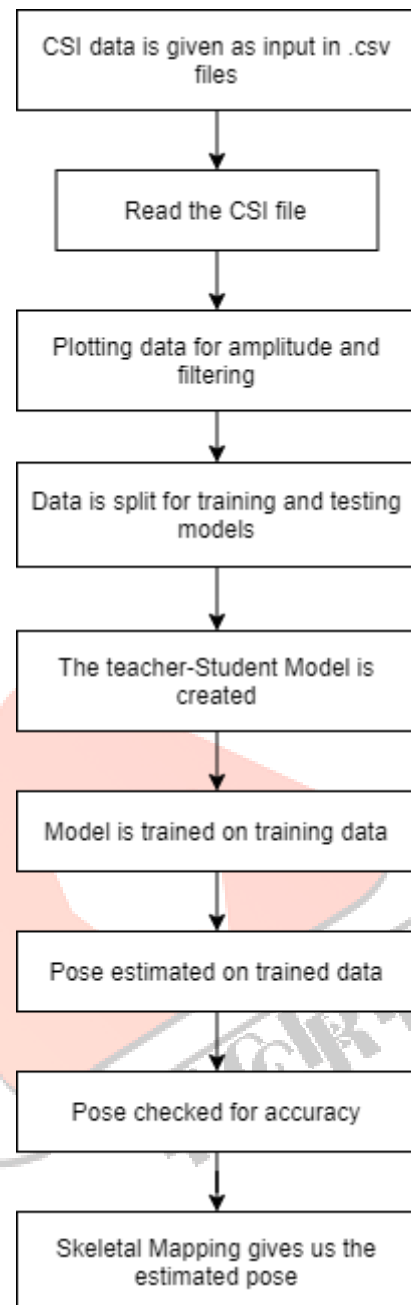 CSI data is given as input in .csv
files
Read the CSI file
Plotting data for amplitude and
filtering
Data is split for training and testing
models
The teacher-Student Model is
created
Model is trained on training data
Pose estimated on trained data
Pose checked for accuracy
Skeletal Mapping gives us the
estimated pose